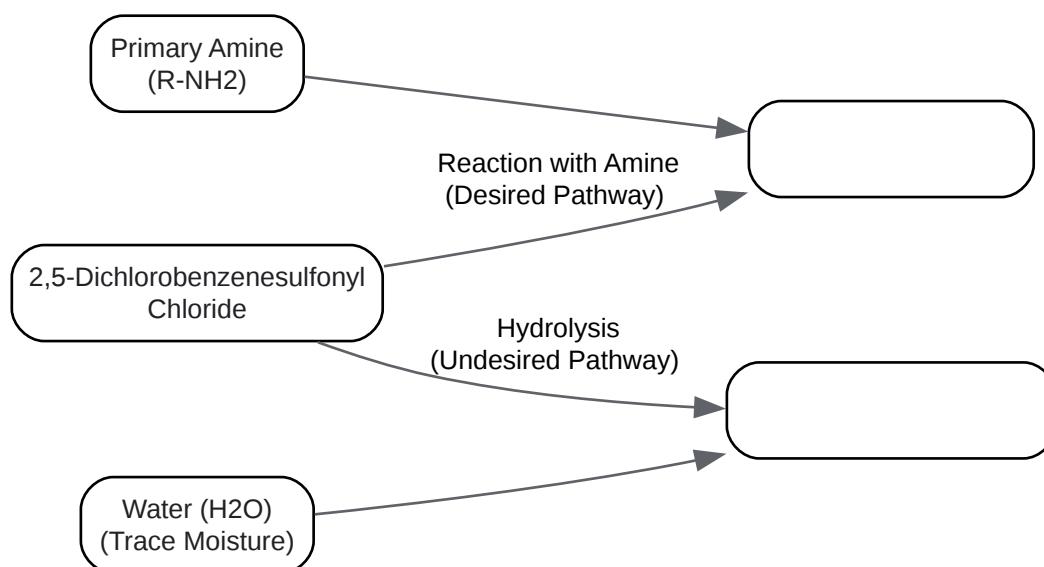 Primary Amine
(R-NH2)
Reaction with Amine
(Desired Pathway)
2,5-Dichlorobenzenesulfonyl
Chloride
Hydrolysis
(Undesired Pathway)
Water (H2O)
(Trace Moisture)